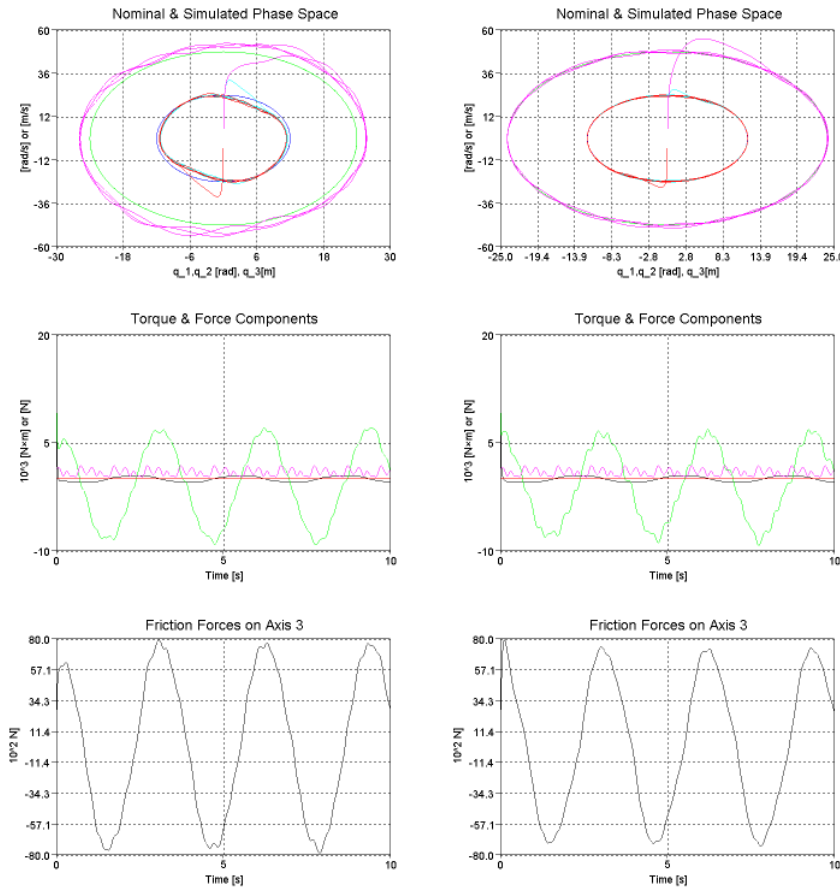 Nominal & Simulated Phase Space
[rad/s] or [m/s]
60
36
12
-12
-36
-60
-30 -18 -6 6 18 30
q_1,q_2 [rad], q_3[m]
Nominal & Simulated Phase Space
[rad/s] or [m/s]
60
36
12
-12
-36
-60
-25.0 -19.4 -13.9 -8.3 -2.8 2.8 8.3 13.9 19.4 25.0
q_1,q_2 [rad], q_3[m]
Torque & Force Components
10^3 [N×m] or [N]
20
5
-10
0 5 10
Time [s]
Torque & Force Components
10^3 [N×m] or [N]
20
5
-10
0 5 10
Time [s]
Friction Forces on Axis 3
10^2 N]
80.0
57.1
34.3
11.4
-11.4
-34.3
-57.1
-80.0
0 5 10
Time [s]
Friction Forces on Axis 3
10^2 N]
80.0
57.1
34.3
11.4
-11.4
-34.3
-57.1
-80.0
0 5 10
Time [s]